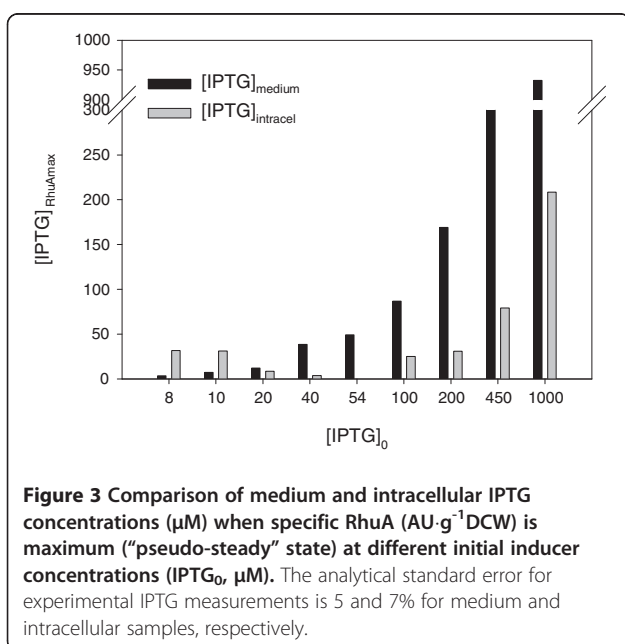 1000
950
900
300
250
200
150
100
50
0
[IPTG]medium
[IPTG]intracel
[IPTG] RhuAmax
8 10 20 40 54 100 200 450 1000
[IPTG]0
Figure 3 Comparison of medium and intracellular IPTG
concentrations (μM) when specific RhuA (AU·g-1DCW) is
maximum (“pseudo-steady” state) at different initial inducer
concentrations (IPTG0, μM). The analytical standard error for
experimental IPTG measurements is 5 and 7% for medium and
intracellular samples, respectively.